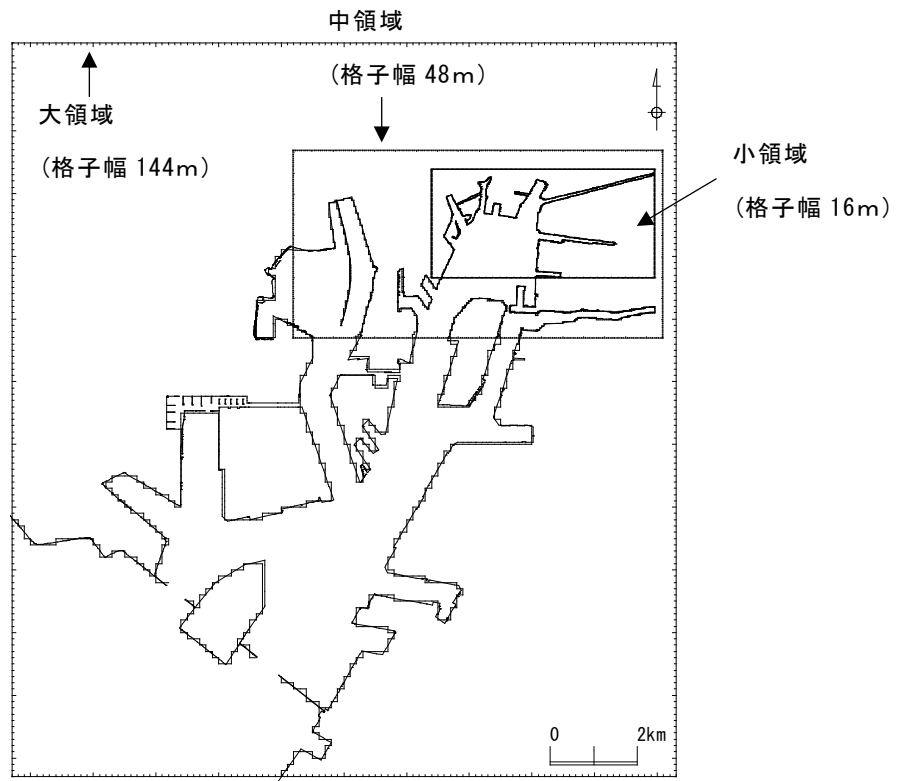 中領域
（格子幅 48ｍ）
大領域
（格子幅 144ｍ）
小領域
（格子幅 16ｍ）
0 2km